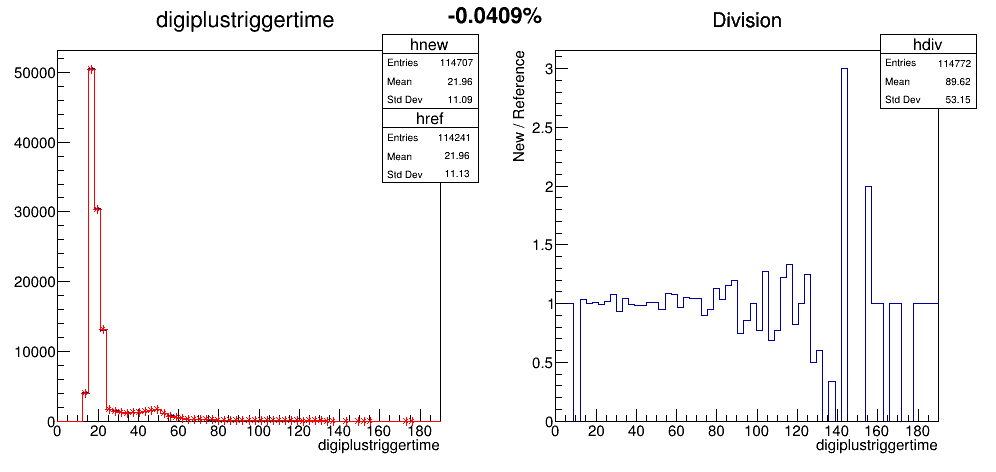 digiplustriggertime
-0.0409%
Division
hnew
Entries 114707
Mean 21.96
Std Dev 11.09
href
Entries 114241
Mean 21.96
Std Dev 11.13
50000
40000
30000
20000
10000
0
0 20 40 60 80 100 120 140 160 180
digiplustriggertime
hdiv
Entries 114772
Mean 89.62
Std Dev 53.15
New / Reference
3
2.5
2
1.5
1
0.5
0
0 20 40 60 80 100 120 140 160 180
digiplustriggertime